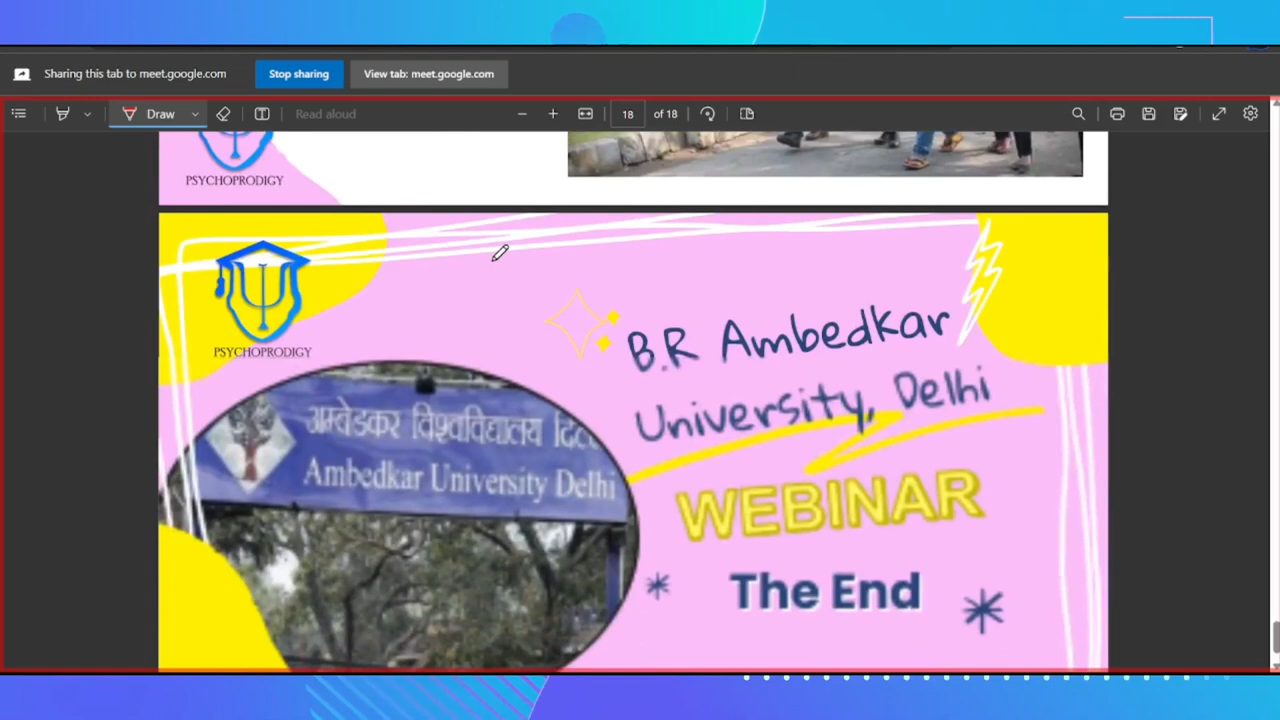 Sharing this tab to meet.google.com
Stop sharing
View tab: meet.google.com
Draw
Read aloud
18 of 18
PSYCHOPRODIGY
PSYCHOPRODIGY
B.R Ambedkar
University, Delhi
अम्बेडकर विश्वविद्यालय
Ambedkar University Delhi
WEBINAR
The End